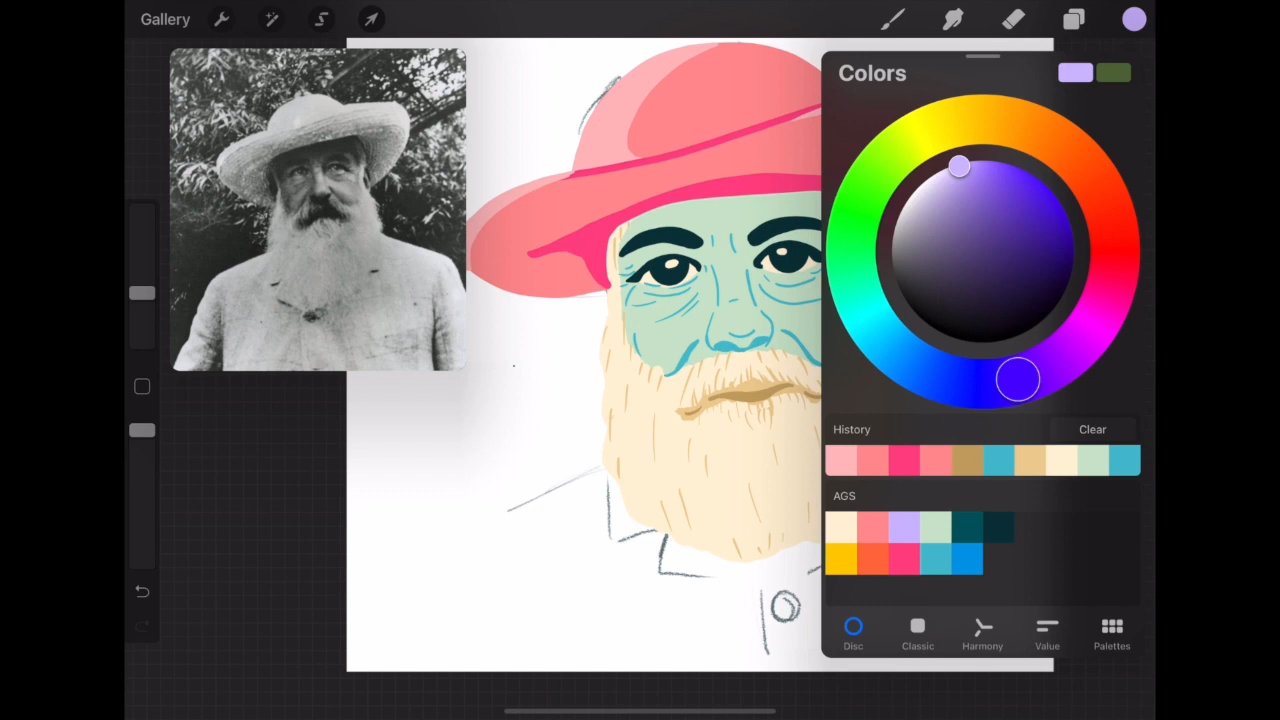 Gallery
Colors
History
Clear
AGS
Disc
Classic
Harmony
Value
Palettes